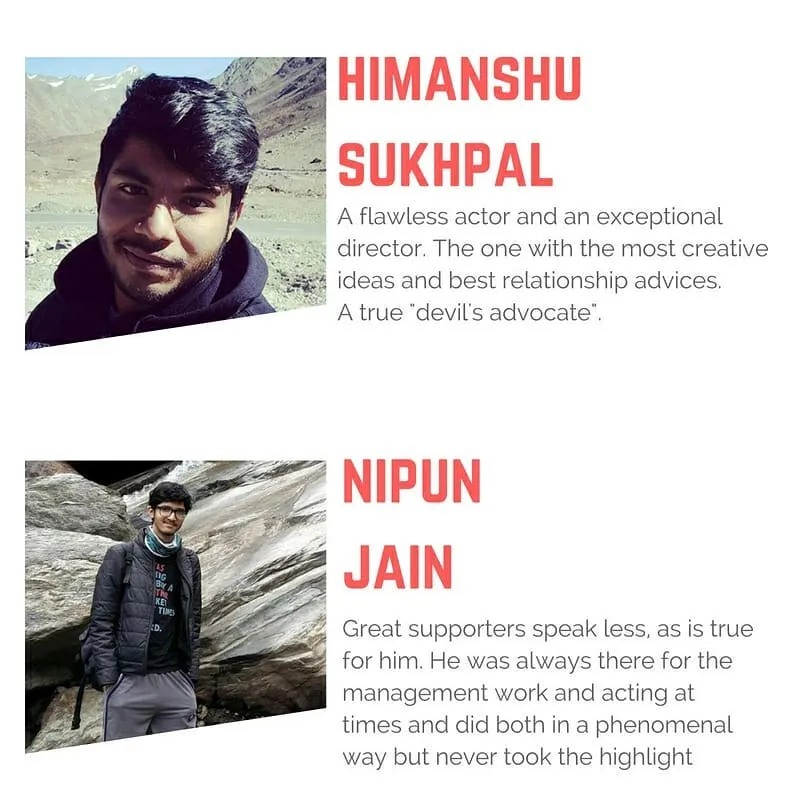 HIMANSHU
SUKHPAL
A flawless actor and an exceptional
director. The one with the most creative
ideas and best relationship advices.
A true "devil's advocate".
NIPUN
JAIN
Great supporters speak less, as is true
for him. He was always there for the
management work and acting at
times and did both in a phenomenal
way but never took the highlight